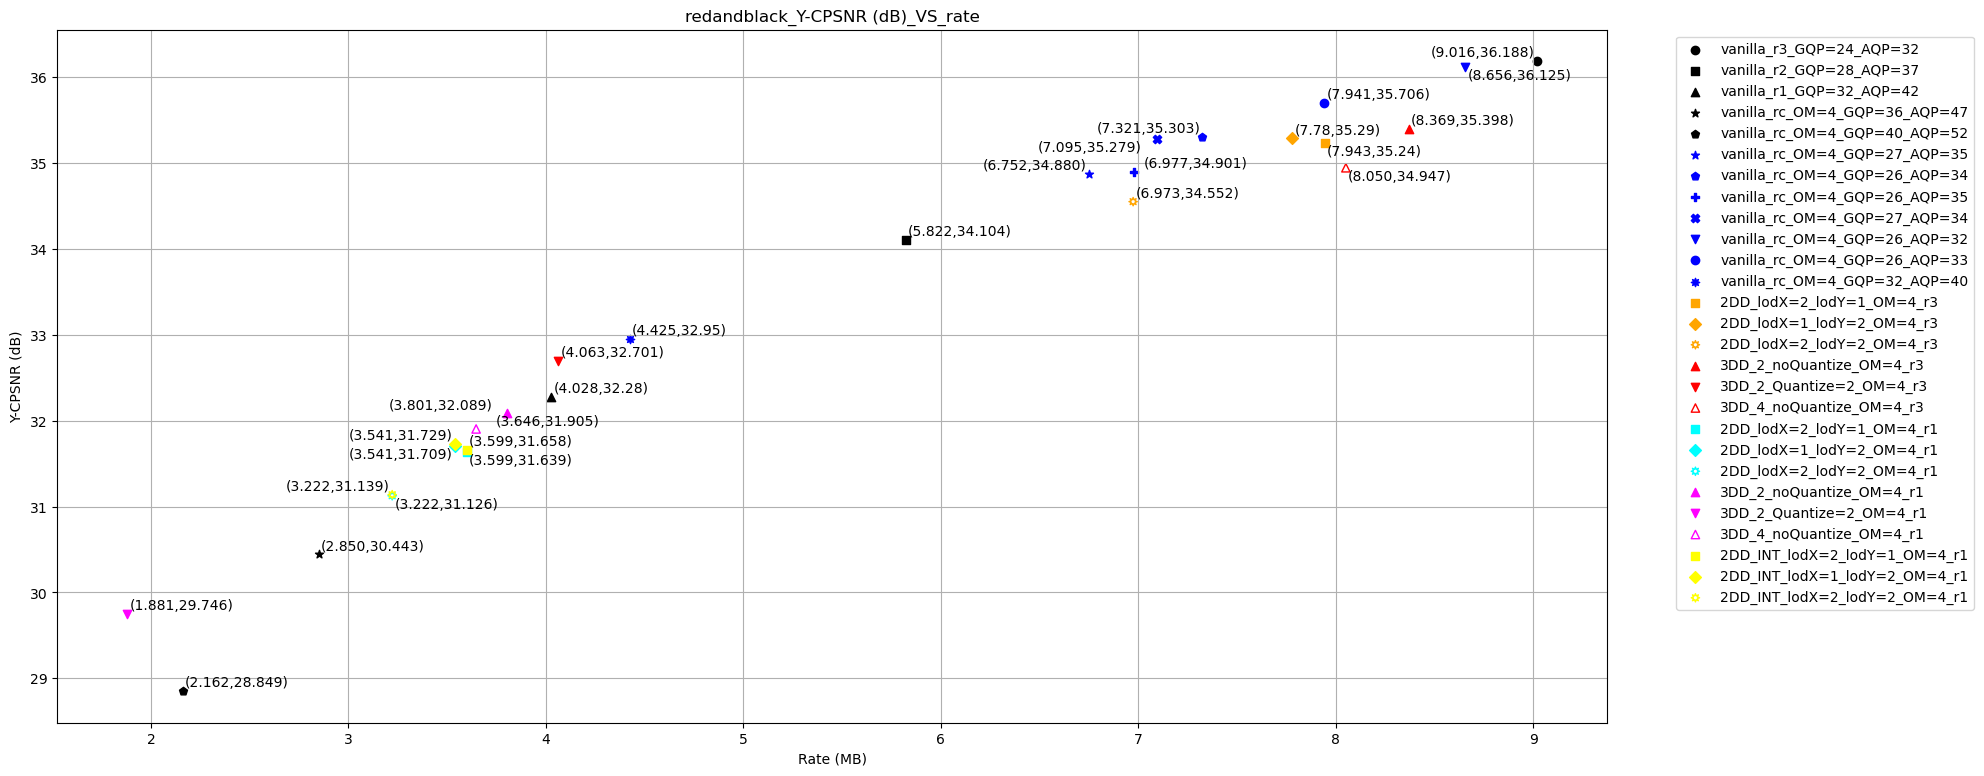 redandblack_Y-CPSNR (dB)_VS_rate
Y-CPSNR (dB)
36
35
34
33
32
31
30
29
(9.016,36.188)
(8.656,36.125)
(7.941,35.706)
(8.369,35.398)
(7.321,35.303)
(7.78,35.29)
(7.095,35.279)
(7.943,35.24)
(6.752,34.880)
(6.977,34.901)
(8.050,34.947)
(6.973,34.552)
(5.822,34.104)
(4.425,32.95)
(4.063,32.701)
(4.028,32.28)
(3.801,32.089)
(3.646,31.905)
(3.541,31.729)
(3.599,31.658)
(3.541,31.709)
(3.599,31.639)
(3.222,31.139)
(3.222,31.126)
(2.850,30.443)
(1.881,29.746)
(2.162,28.849)
2 3 4 5 6 7 8 9
Rate (MB)
vanilla_r3_GQP=24_AQP=32
vanilla_r2_GQP=28_AQP=37
vanilla_r1_GQP=32_AQP=42
vanilla_rc_OM=4_GQP=36_AQP=47
vanilla_rc_OM=4_GQP=40_AQP=52
vanilla_rc_OM=4_GQP=27_AQP=35
vanilla_rc_OM=4_GQP=26_AQP=34
vanilla_rc_OM=4_GQP=26_AQP=35
vanilla_rc_OM=4_GQP=27_AQP=34
vanilla_rc_OM=4_GQP=26_AQP=32
vanilla_rc_OM=4_GQP=26_AQP=33
vanilla_rc_OM=4_GQP=32_AQP=40
2DD_lodX=2_lodY=1_OM=4_r3
2DD_lodX=1_lodY=2_OM=4_r3
2DD_lodX=2_lodY=2_OM=4_r3
3DD_2_noQuantize_OM=4_r3
3DD_2_Quantize=2_OM=4_r3
3DD_4_noQuantize_OM=4_r3
2DD_lodX=2_lodY=1_OM=4_r1
2DD_lodX=1_lodY=2_OM=4_r1
2DD_lodX=2_lodY=2_OM=4_r1
3DD_2_noQuantize_OM=4_r1
3DD_2_Quantize=2_OM=4_r1
3DD_4_noQuantize_OM=4_r1
2DD_INT_lodX=2_lodY=1_OM=4_r1
2DD_INT_lodX=1_lodY=2_OM=4_r1
2DD_INT_lodX=2_lodY=2_OM=4_r1